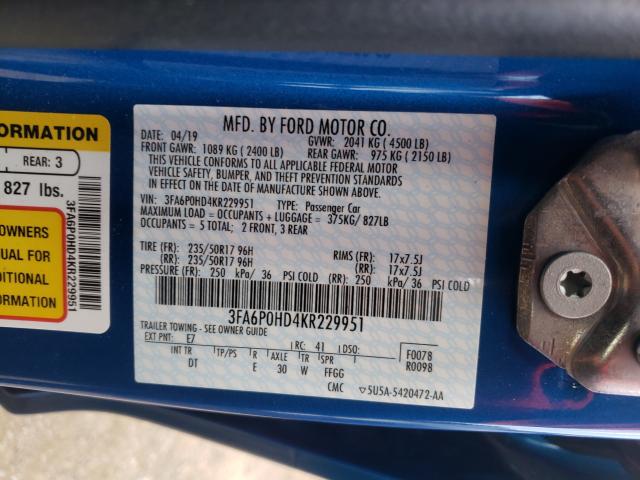 ORMATION
REAR: 3
827 lbs.
OWNERS
UAL FOR
DITIONAL
FORMATION
3FA6P0HD4KR229951
MFD. BY FORD MOTOR CO.
DATE: 04/19 GVWR: 2041 KG ( 4500 LB)
FRONT GAWR: 1089 KG ( 2400 LB) REAR GAWR: 975 KG ( 2150 LB)
THIS VEHICLE CONFORMS TO ALL APPLICABLE FEDERAL MOTOR
VEHICLE SAFETY, BUMPER, AND THEFT PREVENTION STANDARDS
IN EFFECT ON THE DATE OF MANUFACTURE SHOWN ABOVE.
VIN: 3FA6P0HD4KR229951 TYPE: Passenger Car
MAXIMUM LOAD = OCCUPANTS + LUGGAGE = 375KG/ 827LB
OCCUPANTS = 5 TOTAL; 2 FRONT, 3 REAR
TIRE (FR): 235/50R17 96H RIMS (FR): 17x7.5J
(RR): 235/50R17 96H (RR): 17x7.5J
PRESSURE (FR): 250 kPa/ 36 PSI COLD (RR): 250 kPa/ 36 PSI COLD
3FA6P0HD4KR229951
TRAILER TOWING - SEE OWNER GUIDE
EXT PNT: E7 RC: 41 DSO: F0078
INT TR TP/PS R AXLE TR SPR R0098
DT E 30 W FFGG
CMC ▽5U5A-5420472-AA